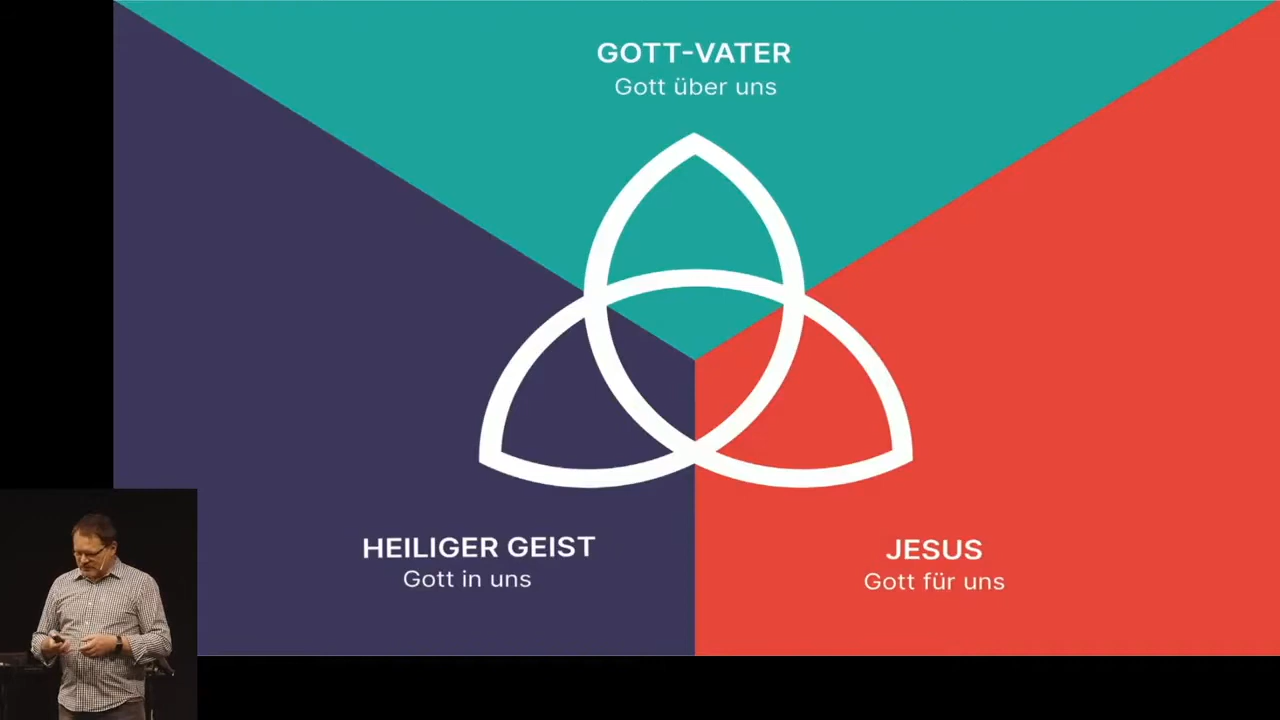 GOTT-VATER
Gott über uns
HEILIGER GEIST
Gott in uns
JESUS
Gott für uns